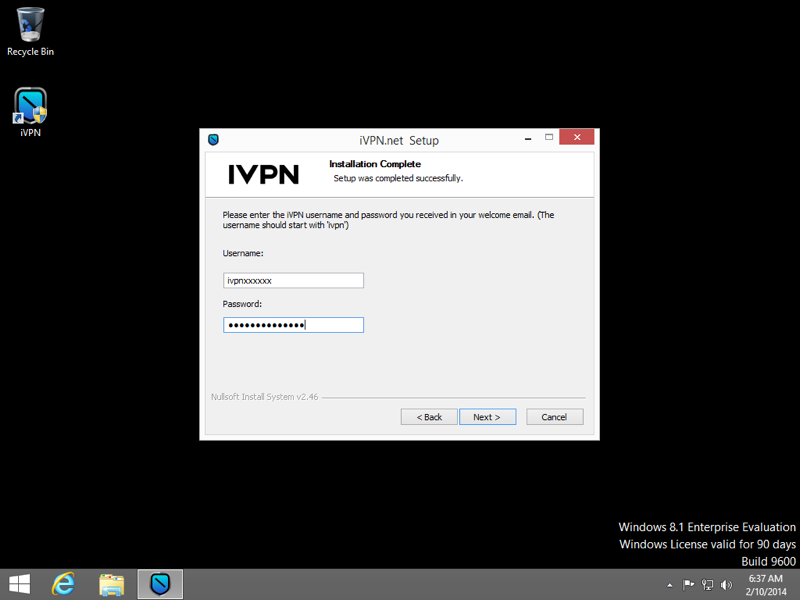 Recycle Bin
iVPN
iVPN.net Setup
IVPN
Installation Complete
Setup was completed successfully.
Please enter the iVPN username and password you received in your welcome email. (The
username should start with 'ivpn')
Username:
ivpnxxxxxx
Password:
●●●●●●●●●●●●●●
Nullsoft Install System v2.46
< Back
Next >
Cancel
Windows 8.1 Enterprise Evaluation
Windows License valid for 90 days
Build 9600
6:37 AM
2/10/2014